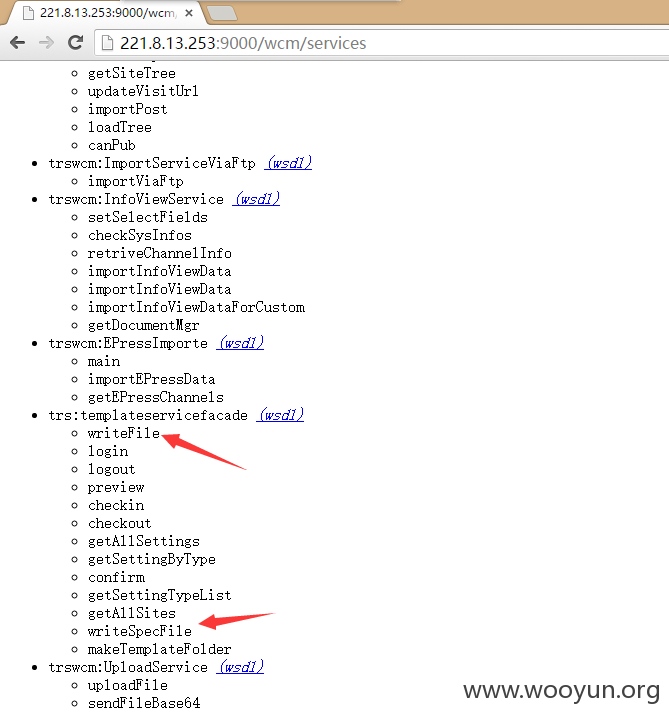 221.8.13.253:9000/wcm/
221.8.13.253:9000/wcm/services
getSiteTree
updateVisitUrl
importPost
loadTree
canPub
trswcm:ImportServiceViaFtp (wsdl)
importViaFtp
trswcm:InfoViewService (wsdl)
setSelectFields
checkSysInfos
retriveChannelInfo
importInfoViewData
importInfoViewData
importInfoViewDataForCustom
getDocumentMgr
trswcm:EPressImporte (wsdl)
main
importEPressData
getEPressChannels
trs:templateservicefacade (wsdl)
writeFile
login
logout
preview
checkin
checkout
getAllSettings
getSettingByType
confirm
getSettingTypeList
getAllSites
writeSpecFile
makeTemplateFolder
trswcm:UploadService (wsdl)
uploadFile
sendFileBase64
www.wooyun.org